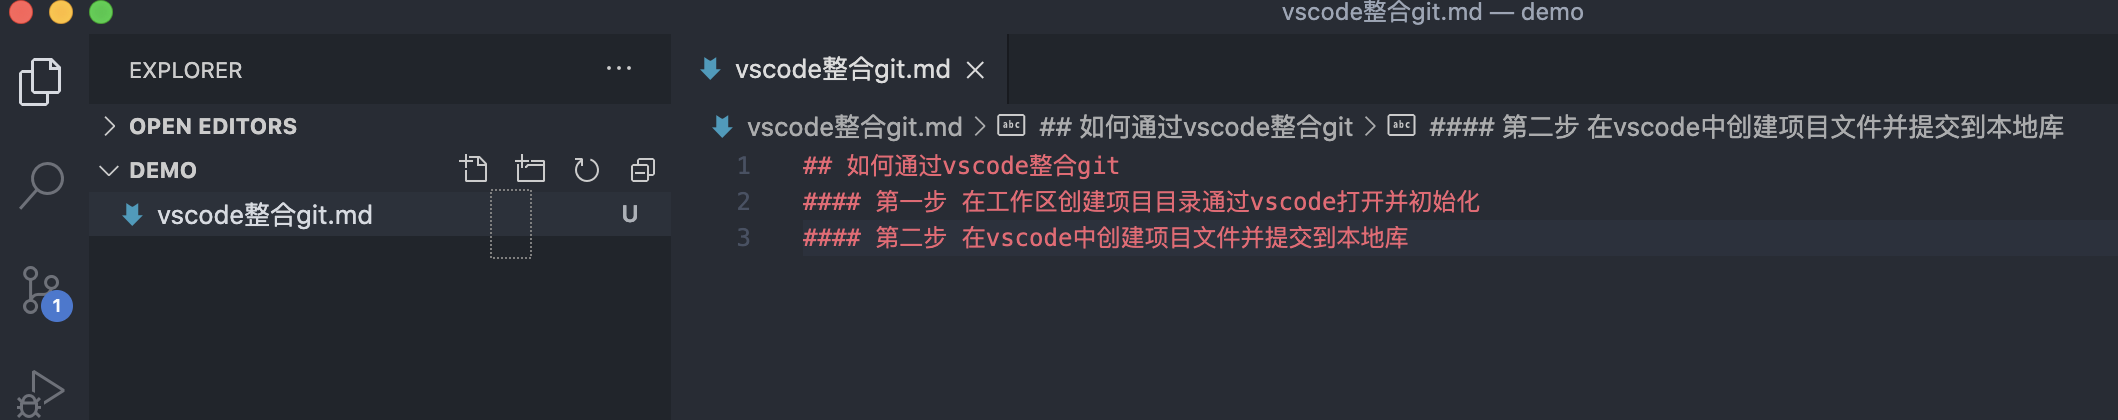 vscode整合git.md — demo
EXPLORER
vscode整合git.md
OPEN EDITORS
vscode整合git.md > ## 如何通过vscode整合git > #### 第二步 在vscode中创建项目文件并提交到本地库
DEMO
vscode整合git.md U
1 ## 如何通过vscode整合git
2 #### 第一步 在工作区创建项目目录通过vscode打开并初始化
3 #### 第二步 在vscode中创建项目文件并提交到本地库
1